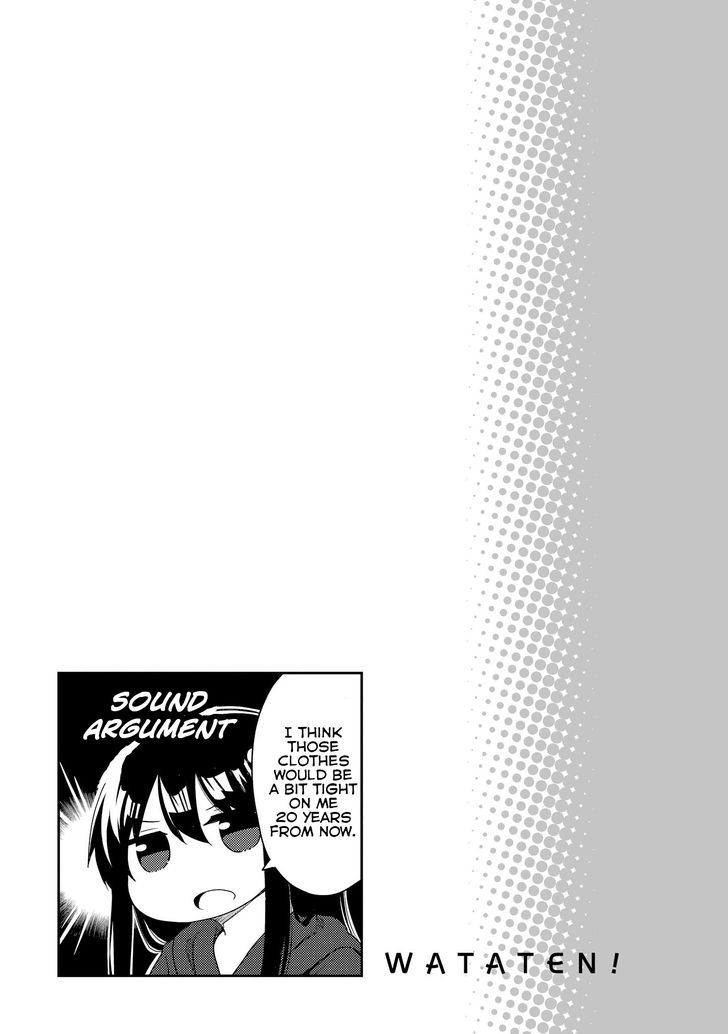 SOUND
ARGUMENT
I THINK
THOSE
CLOTHES
WOULD BE
A BIT TIGHT
ON ME
20 YEARS
FROM NOW.
WATATEN!